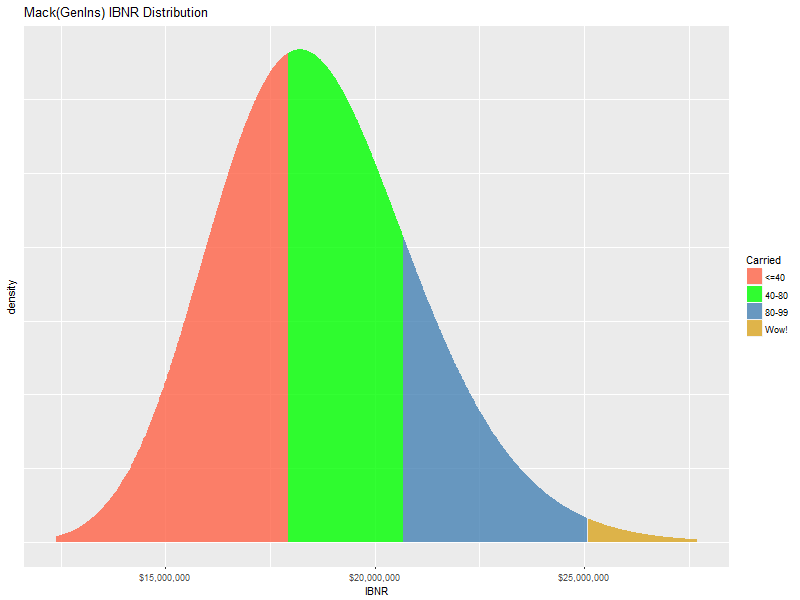 Mack(GenIns) IBNR Distribution
density
$15,000,000
$20,000,000
$25,000,000
IBNR
Carried
<=40
40-80
80-99
Wow!